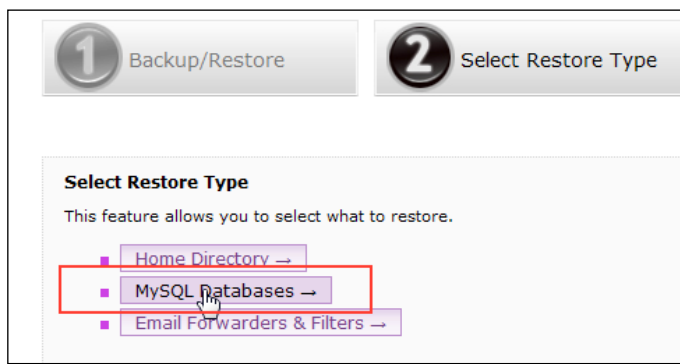 1 Backup/Restore
2 Select Restore Type
Select Restore Type
This feature allows you to select what to restore.
Home Directory →
MySQL Databases →
Email Forwarders & Filters →